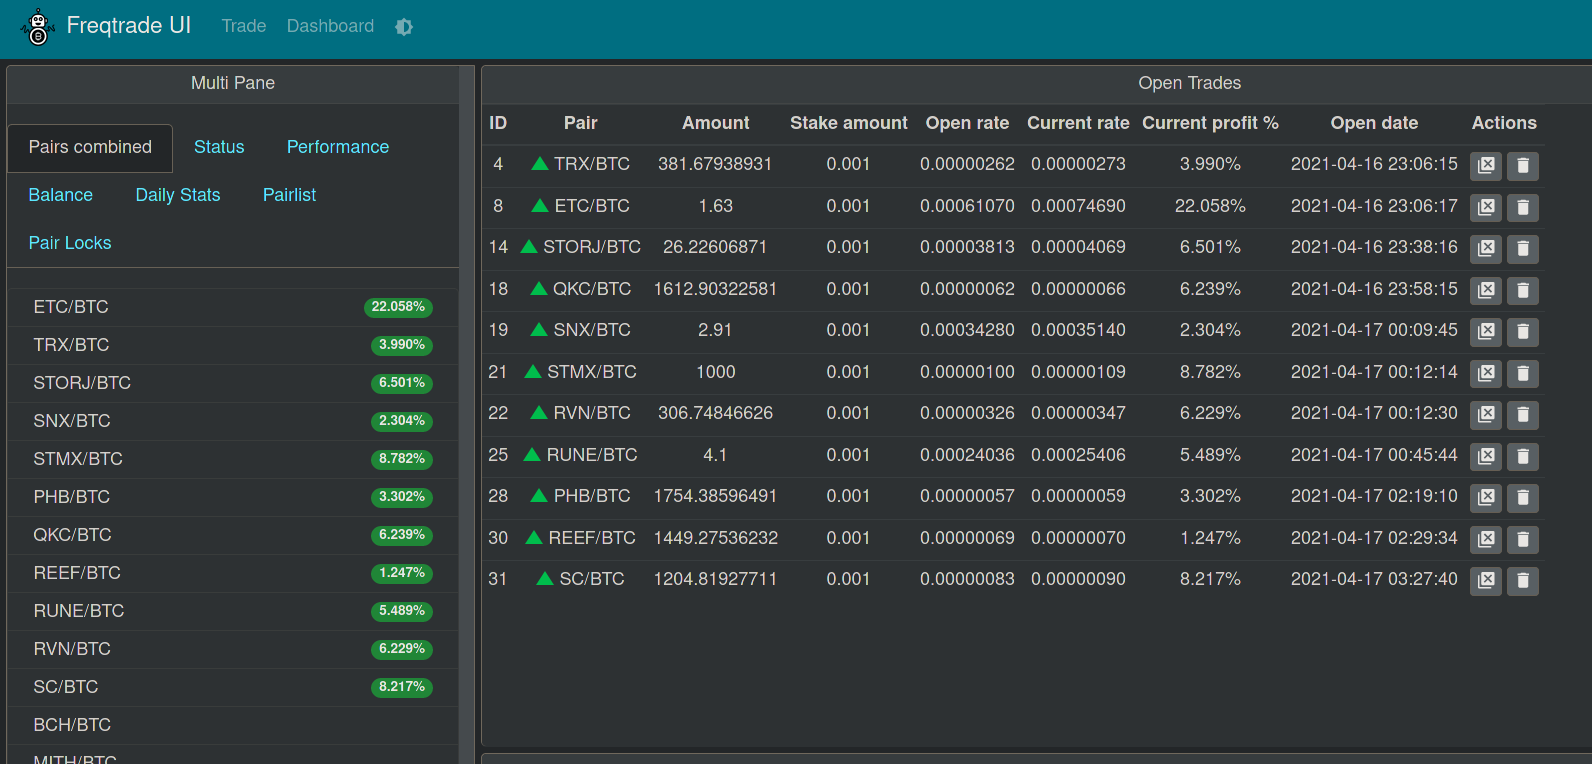 Freqtrade UI Trade Dashboard
Multi Pane
Pairs combined Status Performance
Balance Daily Stats Pairlist
Pair Locks
ETC/BTC 22.058%
TRX/BTC 3.990%
STORJ/BTC 6.501%
SNX/BTC 2.304%
STMX/BTC 8.782%
PHB/BTC 3.302%
QKC/BTC 6.239%
REEF/BTC 1.247%
RUNE/BTC 5.489%
RVN/BTC 6.229%
SC/BTC 8.217%
BCH/BTC
MITH/BTC
Open Trades
ID Pair Amount Stake amount Open rate Current rate Current profit % Open date Actions
4 TRX/BTC 381.67938931 0.001 0.00000262 0.00000273 3.990% 2021-04-16 23:06:15
8 ETC/BTC 1.63 0.001 0.00061070 0.00074690 22.058% 2021-04-16 23:06:17
14 STORJ/BTC 26.22606871 0.001 0.00003813 0.00004069 6.501% 2021-04-16 23:38:16
18 QKC/BTC 1612.90322581 0.001 0.00000062 0.00000066 6.239% 2021-04-16 23:58:15
19 SNX/BTC 2.91 0.001 0.00034280 0.00035140 2.304% 2021-04-17 00:09:45
21 STMX/BTC 1000 0.001 0.00000100 0.00000109 8.782% 2021-04-17 00:12:14
22 RVN/BTC 306.74846626 0.001 0.00000326 0.00000347 6.229% 2021-04-17 00:12:30
25 RUNE/BTC 4.1 0.001 0.00024036 0.00025406 5.489% 2021-04-17 00:45:44
28 PHB/BTC 1754.38596491 0.001 0.00000057 0.00000059 3.302% 2021-04-17 02:19:10
30 REEF/BTC 1449.27536232 0.001 0.00000069 0.00000070 1.247% 2021-04-17 02:29:34
31 SC/BTC 1204.81927711 0.001 0.00000083 0.00000090 8.217% 2021-04-17 03:27:40